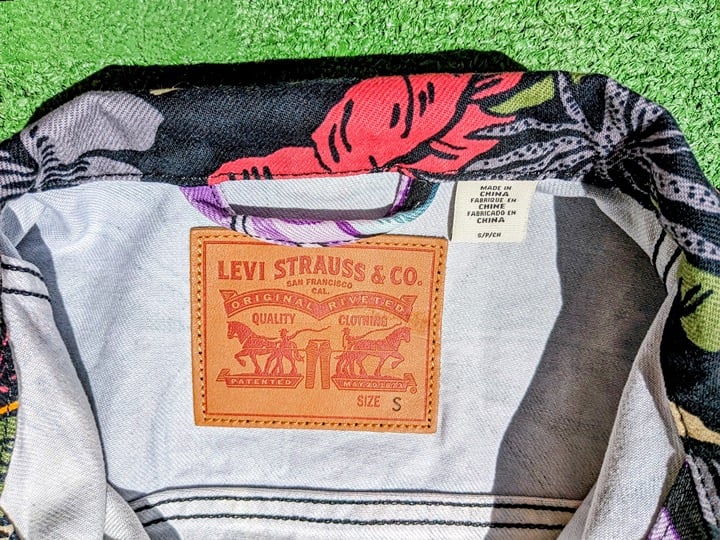 MADE IN
CHINA
FABRIQUE EN
CHINE
FABRICADO EN
CHINA
S/P/CH
LEVI STRAUSS & CO.
SAN FRANCISCO
CAL.
ORIGINAL RIVETED
QUALITY CLOTHING
PATENTED MAY 20 1873
SIZE S